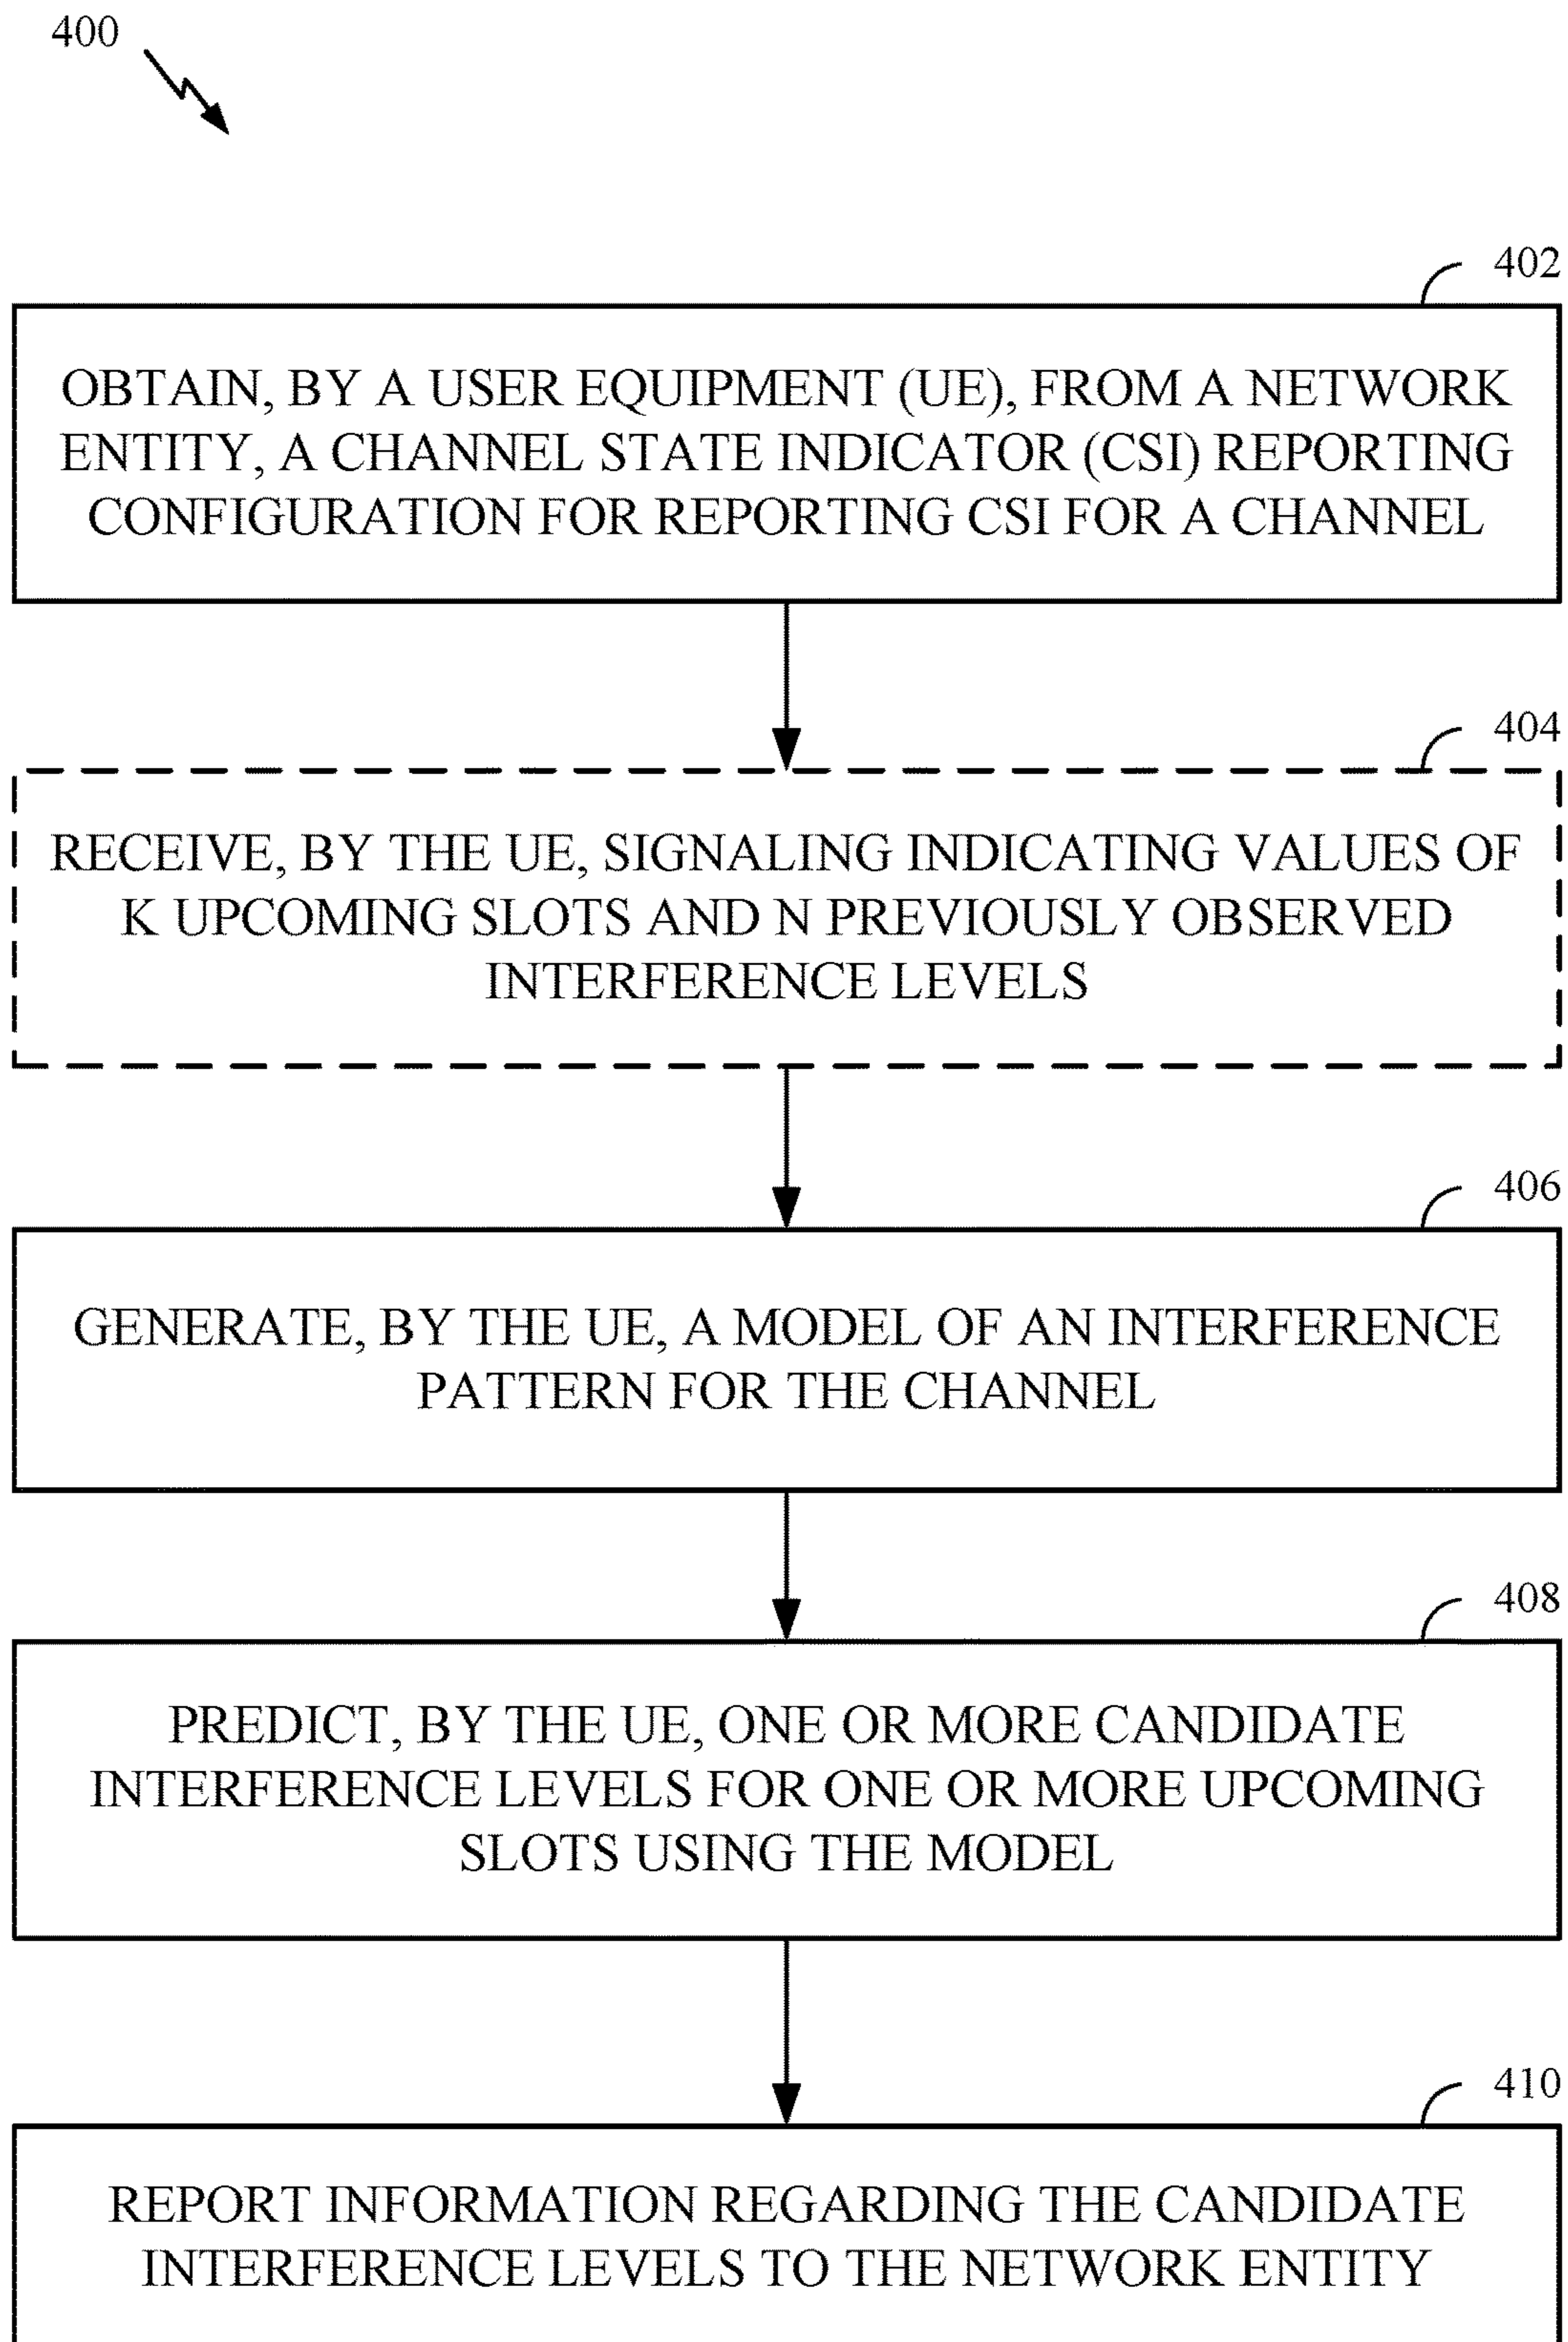 400
402
OBTAIN, BY A USER EQUIPMENT (UE), FROM A NETWORK
ENTITY, A CHANNEL STATE INDICATOR (CSI) REPORTING
CONFIGURATION FOR REPORTING CSI FOR A CHANNEL
404
RECEIVE, BY THE UE, SIGNALING INDICATING VALUES OF
K UPCOMING SLOTS AND N PREVIOUSLY OBSERVED
INTERFERENCE LEVELS
406
GENERATE, BY THE UE, A MODEL OF AN INTERFERENCE
PATTERN FOR THE CHANNEL
408
PREDICT, BY THE UE, ONE OR MORE CANDIDATE
INTERFERENCE LEVELS FOR ONE OR MORE UPCOMING
SLOTS USING THE MODEL
410
REPORT INFORMATION REGARDING THE CANDIDATE
INTERFERENCE LEVELS TO THE NETWORK ENTITY